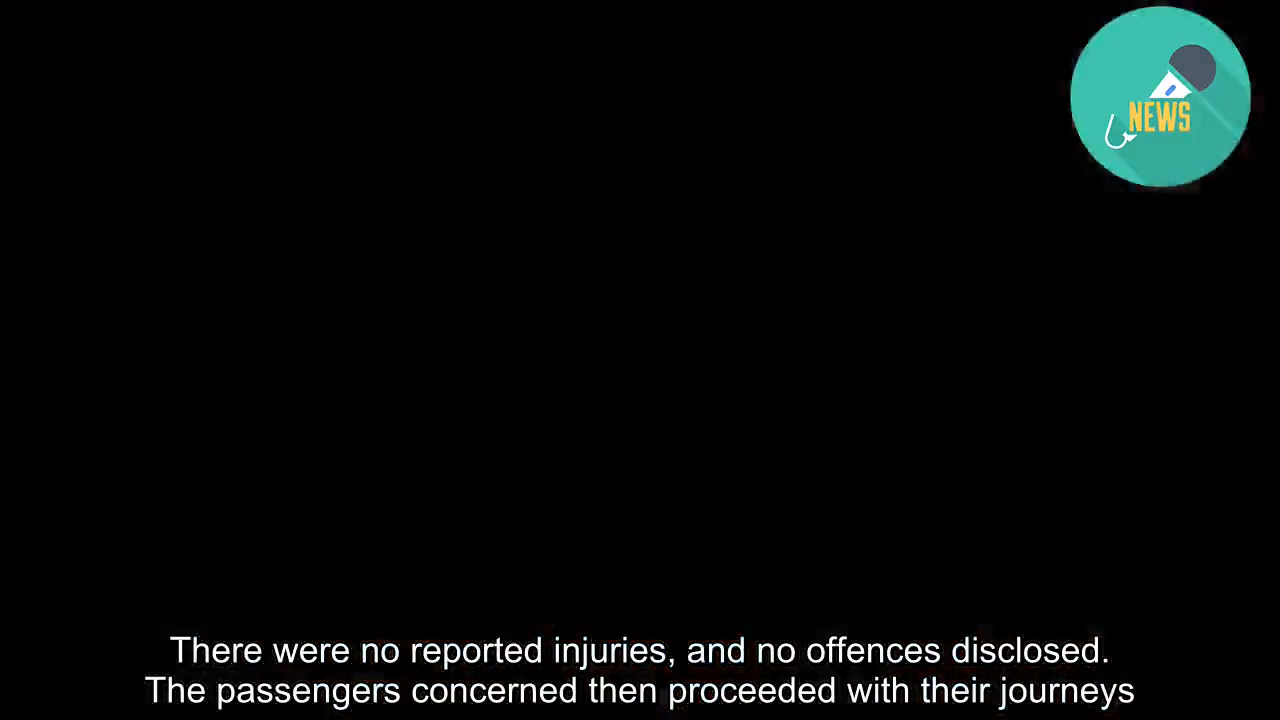 NEWS
There were no reported injuries, and no offences disclosed.
The passengers concerned then proceeded with their journeys